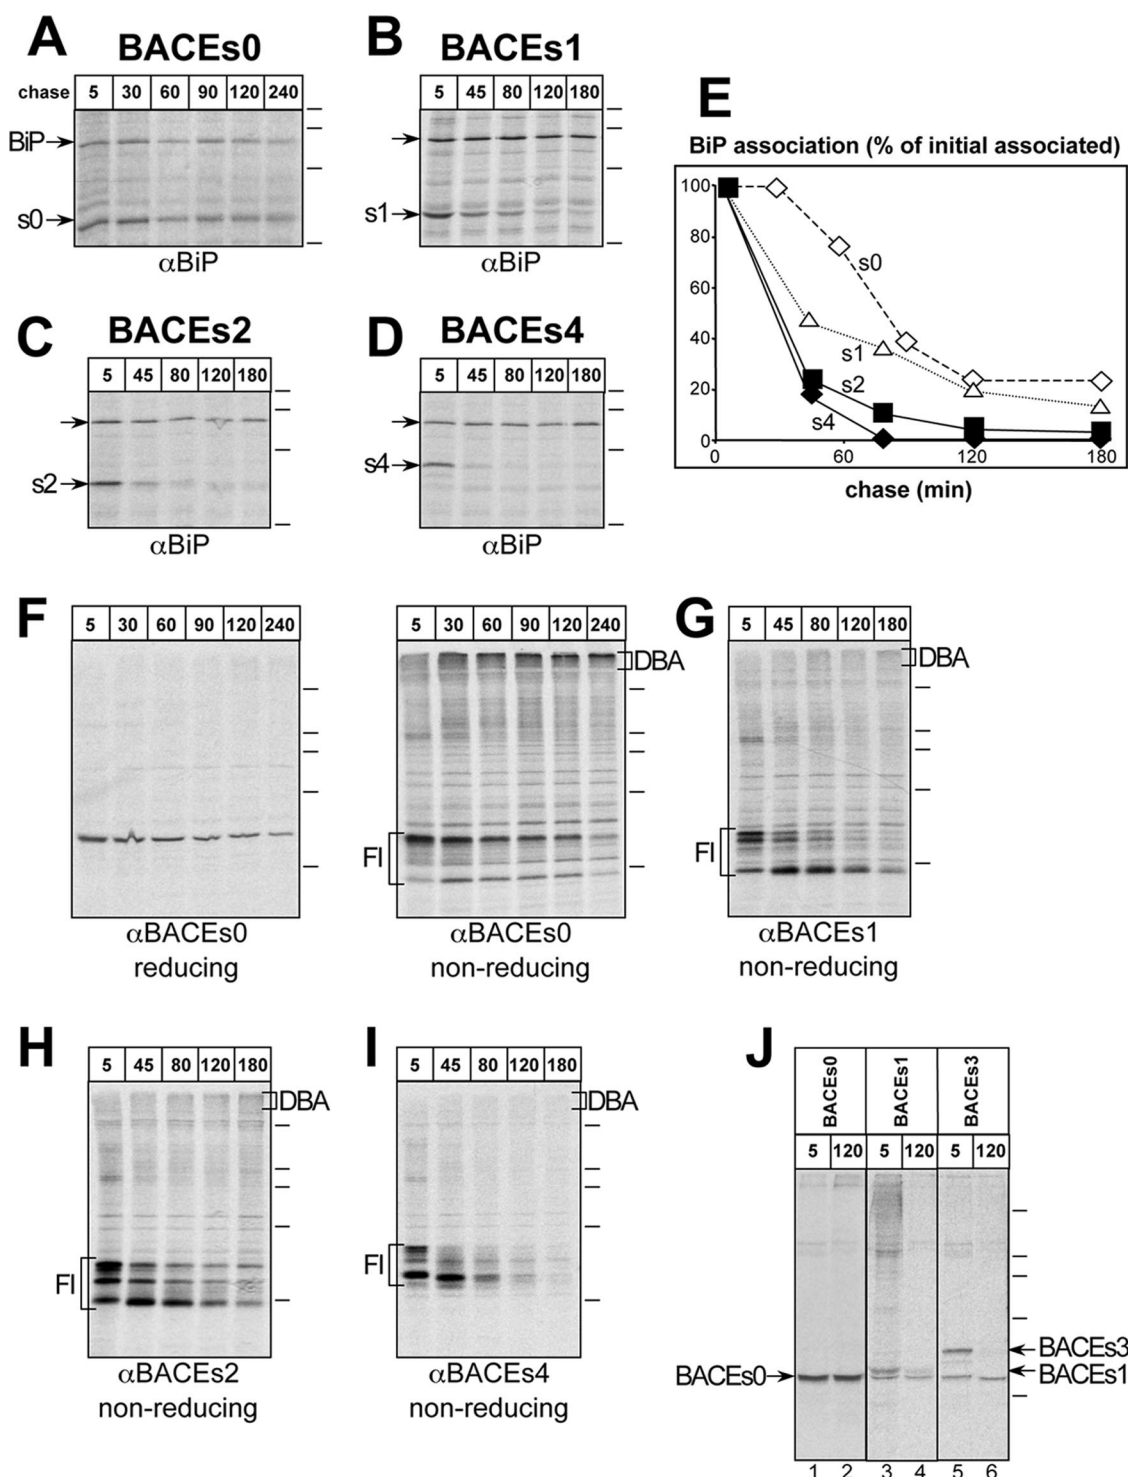 A BACEs0
chase 5 30 60 90 120 240
BiP
s0
αBiP
B BACEs1
5 45 80 120 180
s1
αBiP
C BACEs2
5 45 80 120 180
s2
αBiP
D BACEs4
5 45 80 120 180
s4
αBiP
E
BiP association (% of initial associated)
100
80
60
40
20
0
s0
s1
s2
s4
0 60 120 180
chase (min)
F
5 30 60 90 120 240
αBACEs0
reducing
5 30 60 90 120 240
DBA
FI
αBACEs0
non-reducing
G
5 45 80 120 180
DBA
FI
αBACEs1
non-reducing
H
5 45 80 120 180
DBA
FI
αBACEs2
non-reducing
I
5 45 80 120 180
DBA
FI
αBACEs4
non-reducing
J
BACEs0 BACEs1 BACEs3
5 120 5 120 5 120
BACEs3
BACEs1
BACEs0
1 2 3 4 5 6